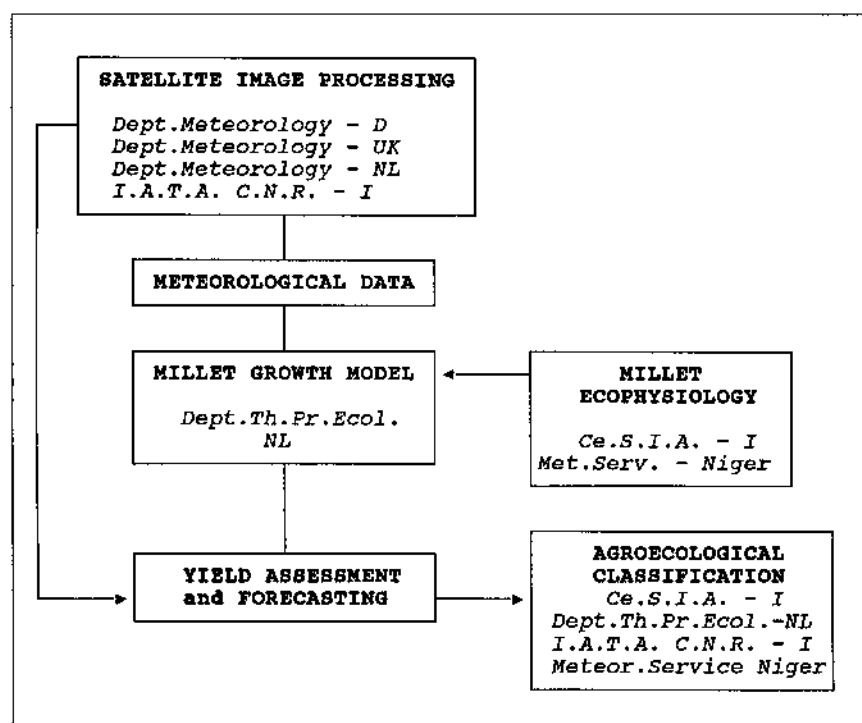 SATELLITE IMAGE PROCESSING
Dept.Meteorology - D
Dept.Meteorology - UK
Dept.Meteorology - NL
I.A.T.A. C.N.R. - I
METEOROLOGICAL DATA
MILLET GROWTH MODEL
Dept.Th.Pr.Ecol.
NL
MILLET
ECOPHYSIOLOGY
Ce.S.I.A. - I
Met.Serv. - Niger
YIELD ASSESSMENT
and FORECASTING
AGROECOLOGICAL
CLASSIFICATION
Ce.S.I.A. - I
Dept.Th.Pr.Ecol.-NL
I.A.T.A. C.N.R. - I
Meteor.Service Niger